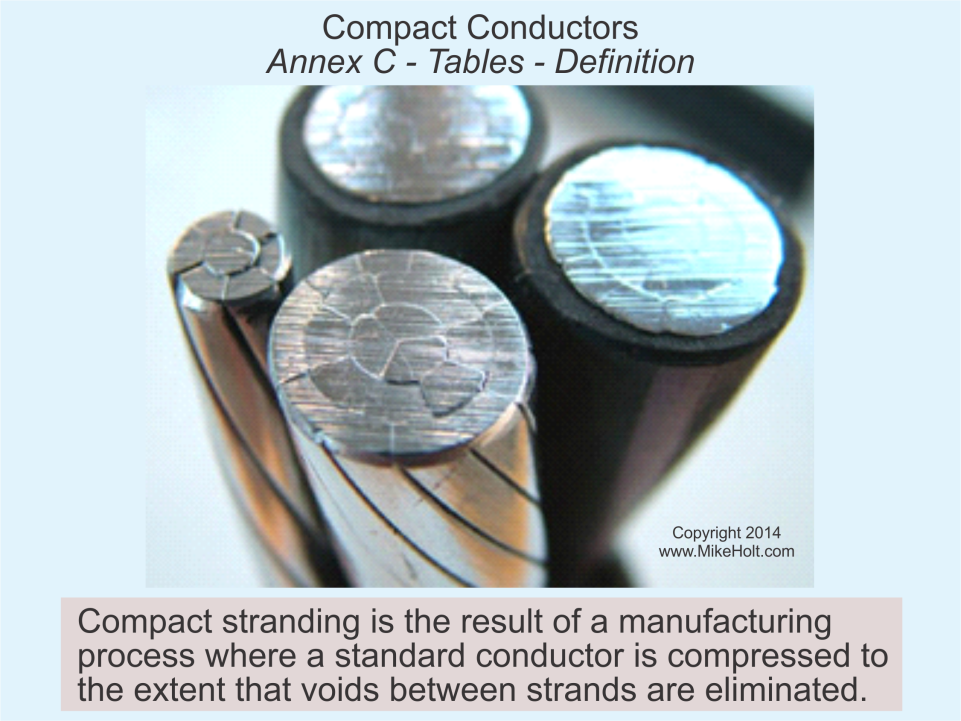 Compact Conductors
Annex C - Tables - Definition
Copyright 2014
www.MikeHolt.com
Compact stranding is the result of a manufacturing
process where a standard conductor is compressed to
the extent that voids between strands are eliminated.